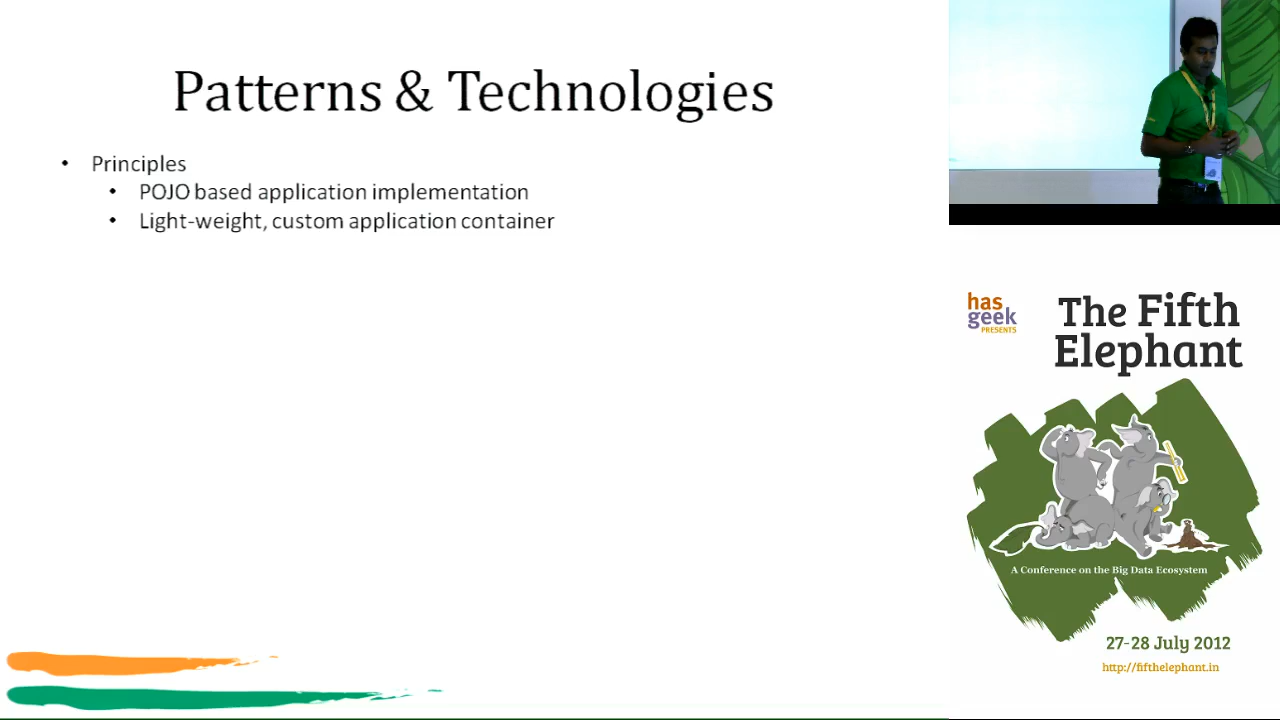 Patterns & Technologies
• Principles
• POJO based application implementation
• Light-weight, custom application container
has
geek
PRESENTS
The Fifth
Elephant
A Conference on the Big Data Ecosystem
27-28 July 2012
http://fifthelephant.in